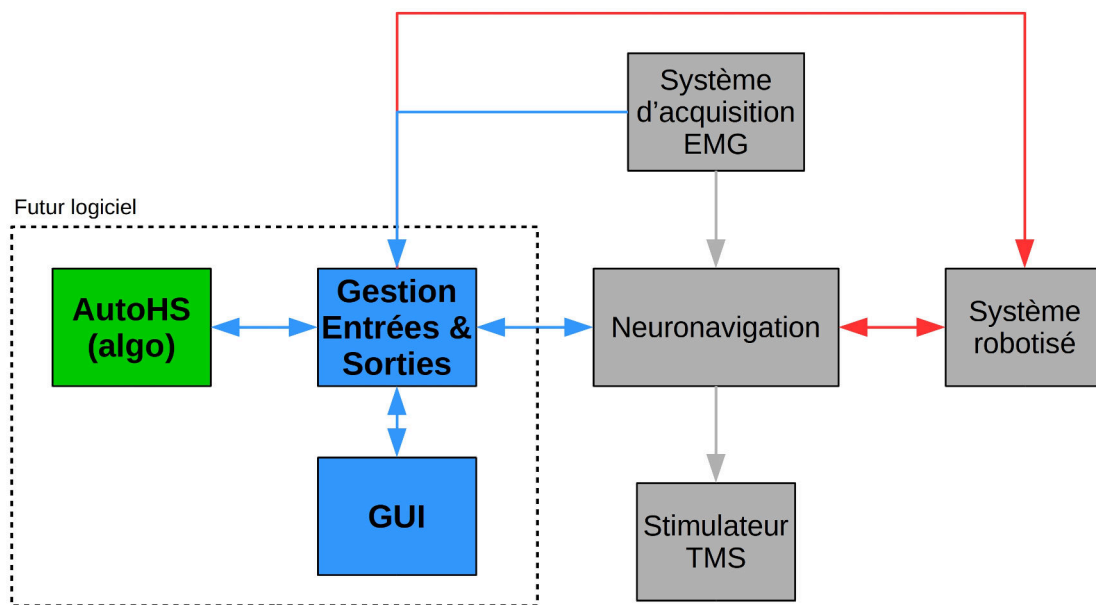 Système
d’acquisition
EMG
Futur logiciel
AutoHS
(algo)
Gestion
Entrées &
Sorties
Neuronavigation
Système
robotisé
GUI
Stimulateur
TMS